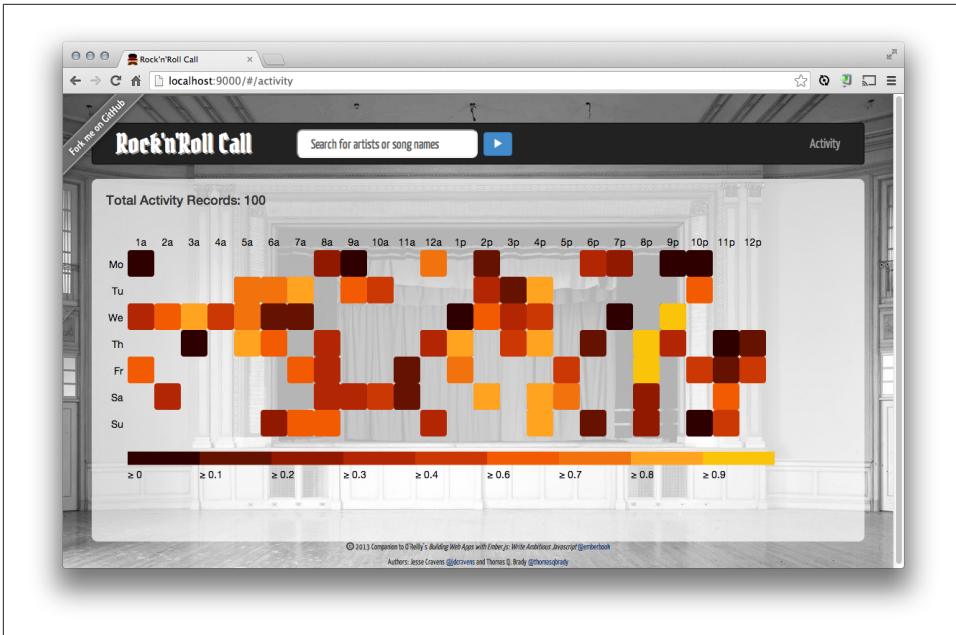 Rock'n'Roll Call
localhost:9000/#/activity
Fork me on GitHub
Rock'n'Roll Call
Search for artists or song names
Activity
Total Activity Records: 100
1a 2a 3a 4a 5a 6a 7a 8a 9a 10a 11a 12a 1p 2p 3p 4p 5p 6p 7p 8p 9p 10p 11p 12p
Mo
Tu
We
Th
Fr
Sa
Su
≥ 0 ≥ 0.1 ≥ 0.2 ≥ 0.3 ≥ 0.4 ≥ 0.6 ≥ 0.7 ≥ 0.8 ≥ 0.9
© 2013 Companion to O'Reilly's Building Web Apps with Ember.js: Write Ambitious Javascript @emberbook
Authors: Jesse Cravens @jdcravens and Thomas Q. Brady @thomasqbrady